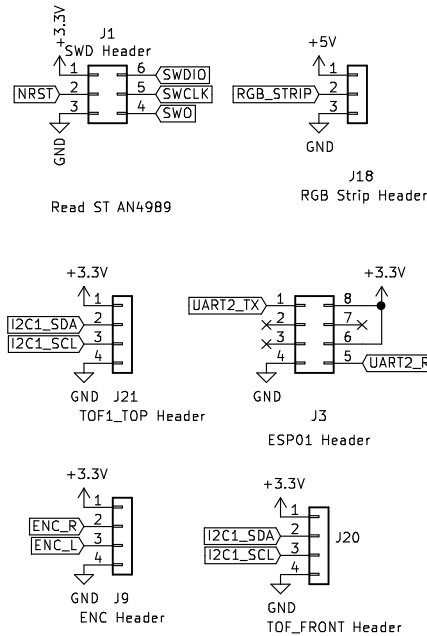 +3.3V
J1
SWD Header
1 6 SWDIO
NRST 2 5 SWCLK
3 4 SWO
GND
Read ST AN4989
+5V
1
RGB_STRIP 2
3
GND
J18
RGB Strip Header
+3.3V
1
I2C1_SDA 2
I2C1_SCL 3
4
GND J21
TOF1_TOP Header
+3.3V
UART2_TX 1 8
2 7
3 6
4 5 UART2_R
GND
J3
ESP01 Header
+3.3V
1
ENC_R 2
ENC_L 3
4
GND J9
ENC Header
+3.3V
1
I2C1_SDA 2
J20
I2C1_SCL 3
4
GND
TOF_FRONT Header